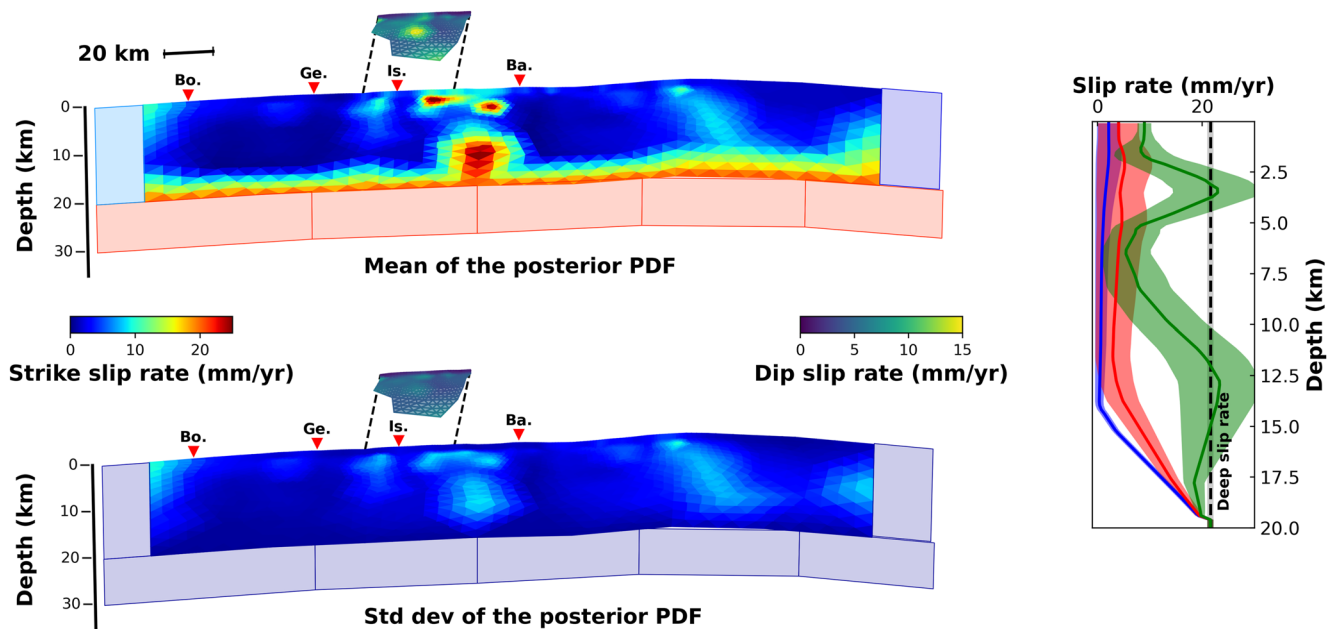 20 km
Bo.
Ge.
Is.
Ba.
Depth (km)
0
10
20
30
Mean of the posterior PDF
0
10
20
Strike slip rate (mm/yr)
0
5
10
15
Dip slip rate (mm/yr)
Bo.
Ge.
Is.
Ba.
Depth (km)
0
10
20
30
Std dev of the posterior PDF
Slip rate (mm/yr)
0
20
2.5
5.0
7.5
10.0
12.5
15.0
17.5
20.0
Depth (km)
Deep slip rate